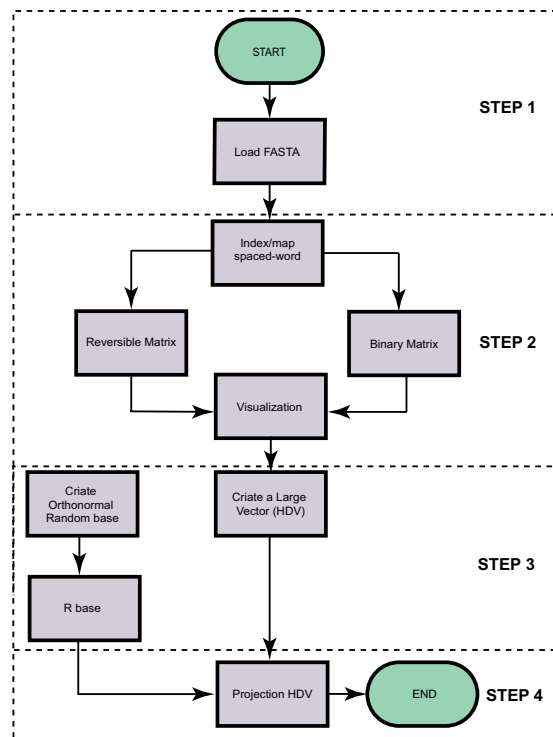 START
STEP 1
Load FASTA
Index/map
spaced-word
Reversible Matrix
Binary Matrix
STEP 2
Visualization
Criate
Orthonormal
Random base
Criate a Large
Vector (HDV)
STEP 3
R base
Projection HDV
END
STEP 4